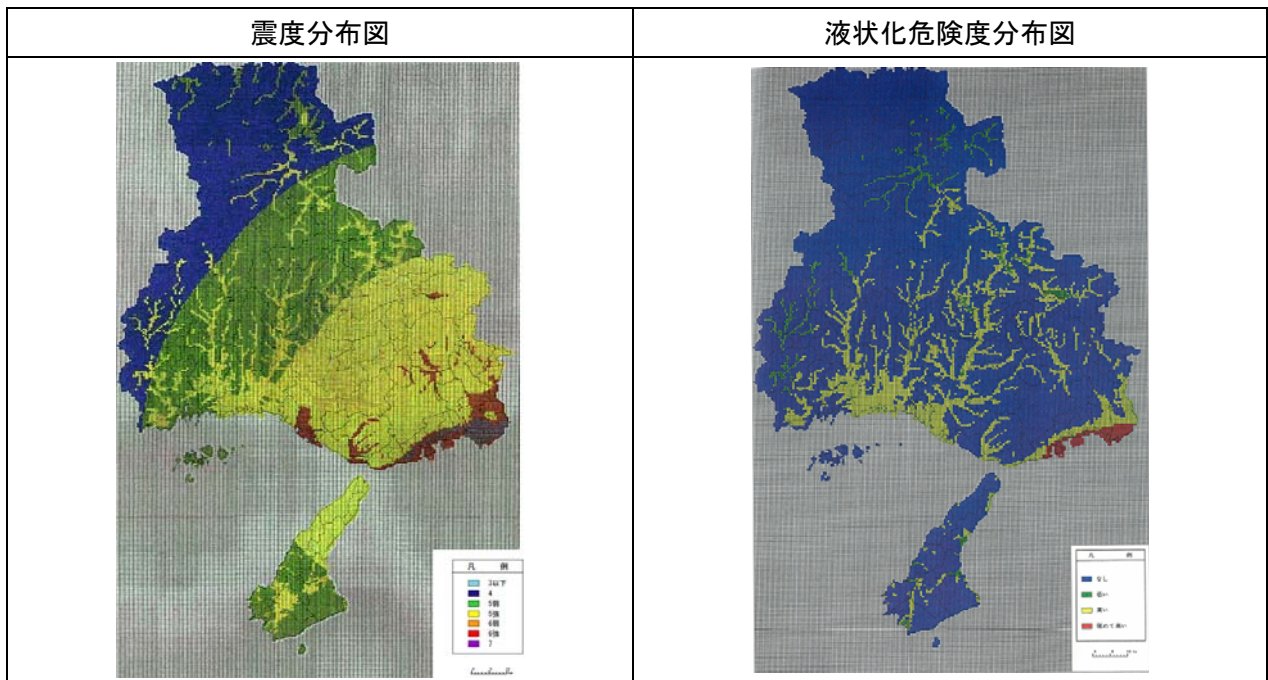 震度分布図
液状化危険度分布図
凡 例
3以下
4
5弱
5強
6弱
6強
7
凡 例
なし
低い
高い
極めて高い